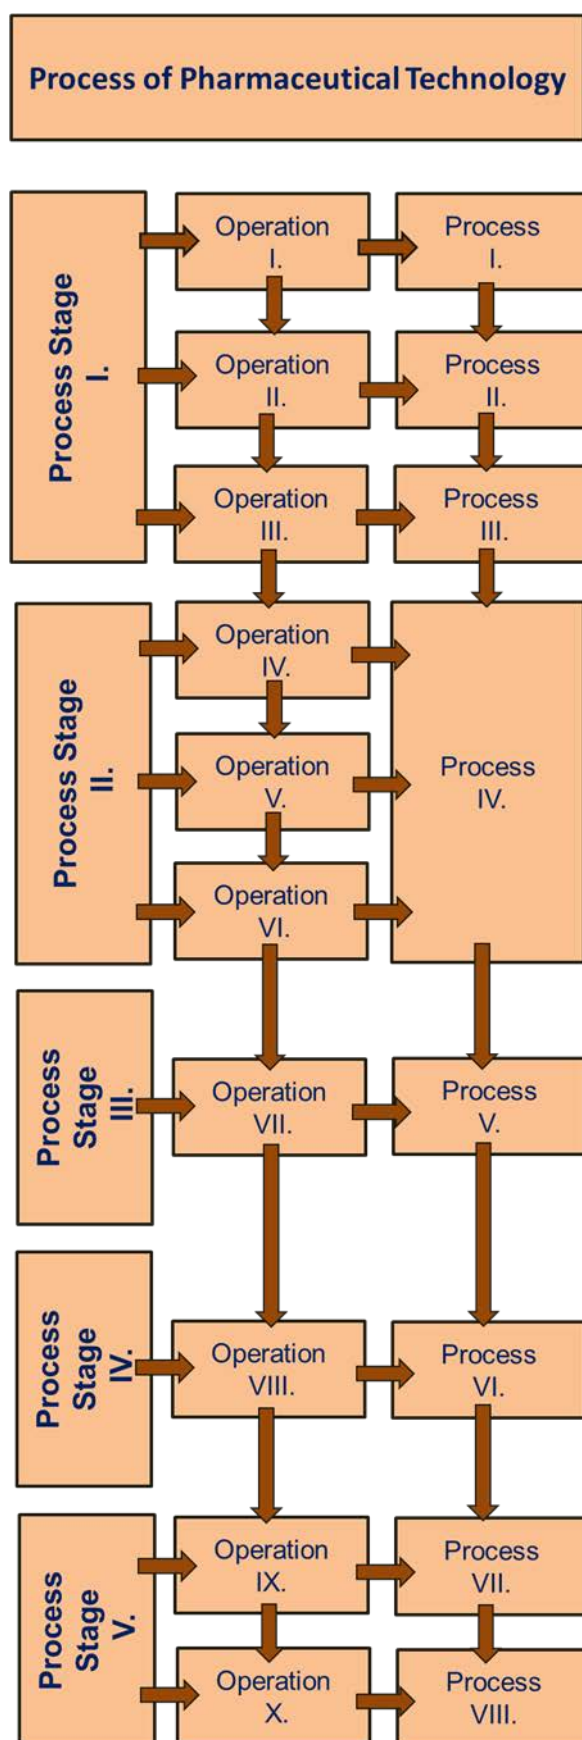 Process of Pharmaceutical Technology
Process Stage
I.
Operation
I.
Process
I.
Operation
II.
Process
II.
Operation
III.
Process
III.
Process Stage
II.
Operation
IV.
Operation
V.
Operation
VI.
Process
IV.
Process
Stage
III.
Operation
VII.
Process
V.
Process
Stage
IV.
Operation
VIII.
Process
VI.
Process
Stage
V.
Operation
IX.
Process
VII.
Operation
X.
Process
VIII.